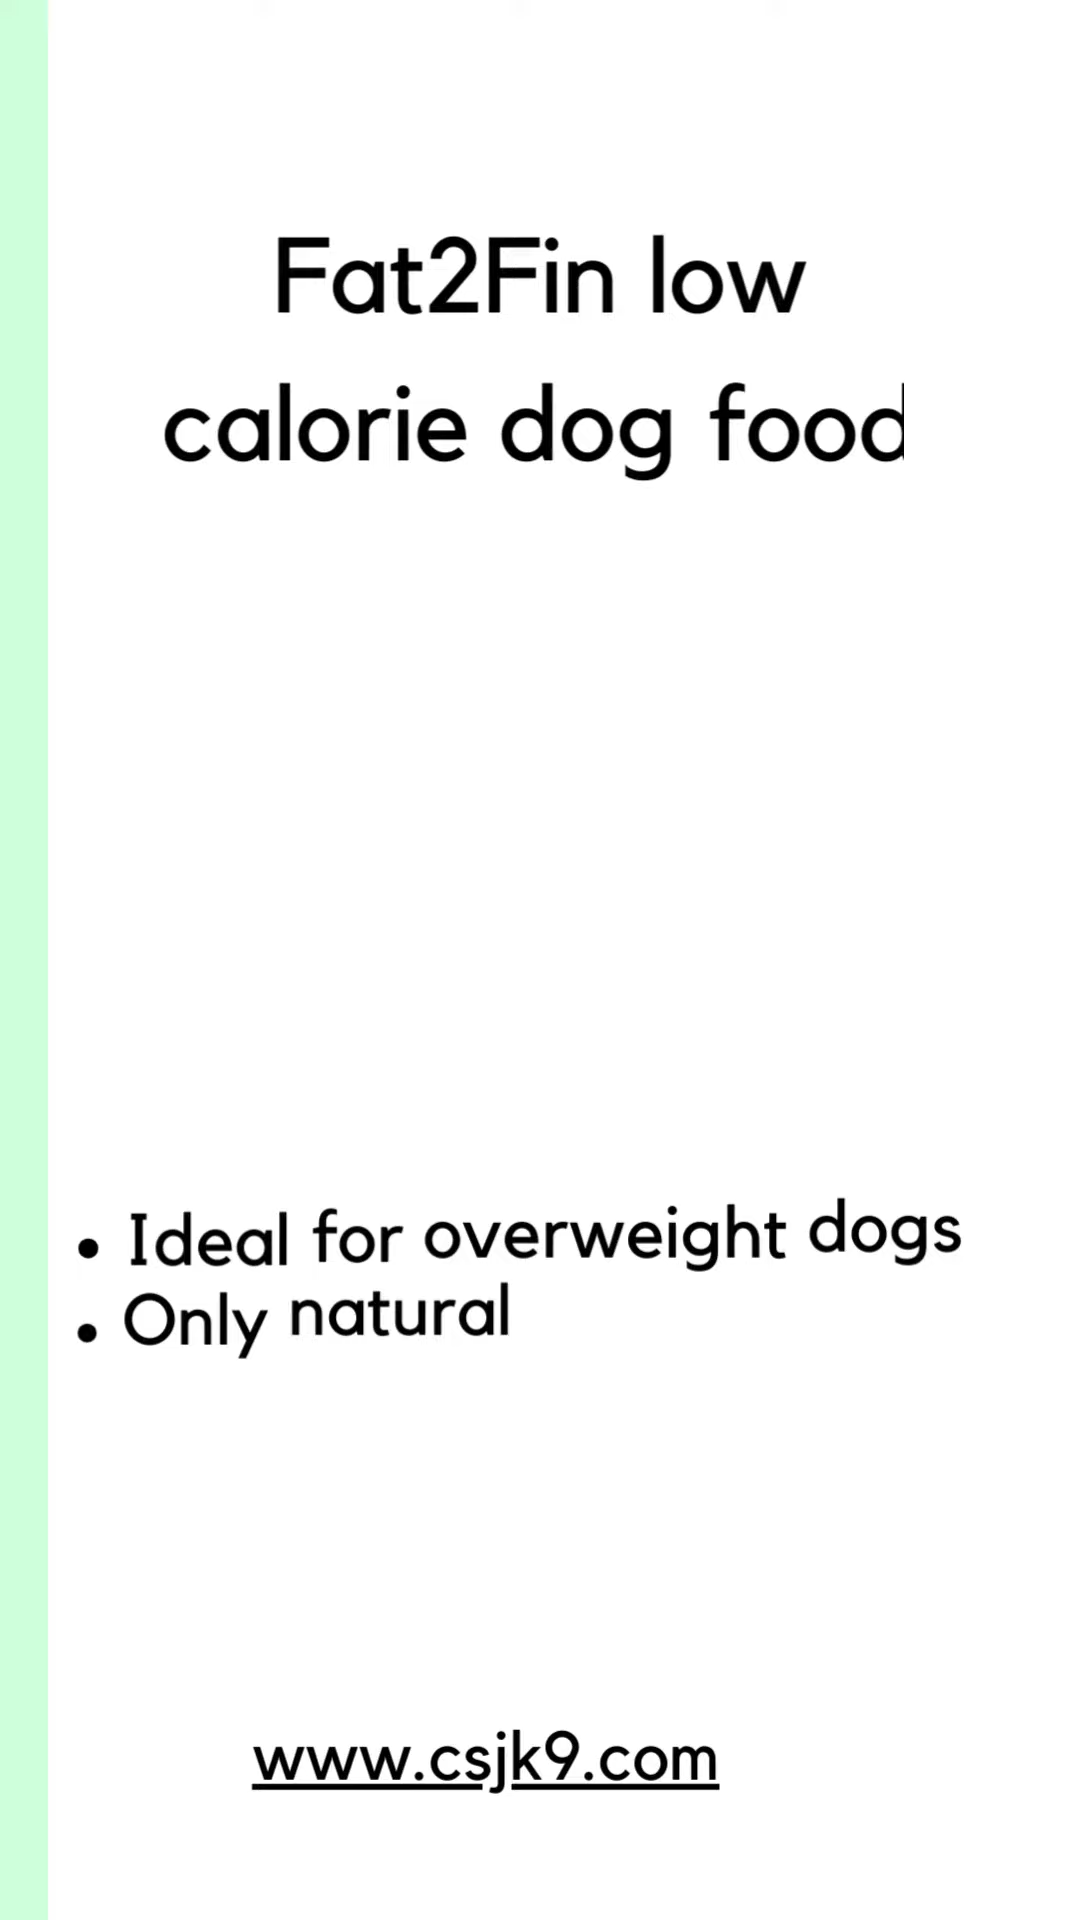 Fat2Fin low
calorie dog food
• Ideal for overweight dogs
• Only natural
www.csjk9.com